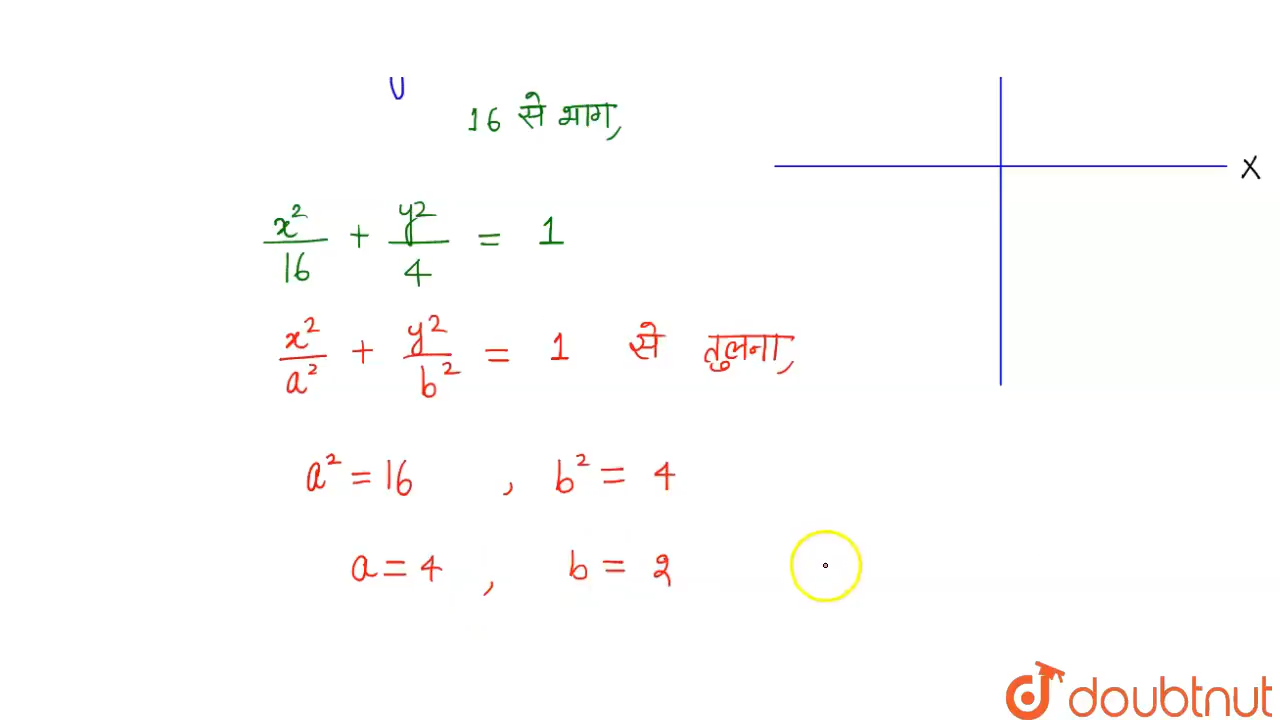 16 से भाग,
X
x²/16 + y²/4 = 1
x²/a² + y²/b² = 1 से तुलना,
a² = 16 , b² = 4
a = 4 , b = 2
doubtnut